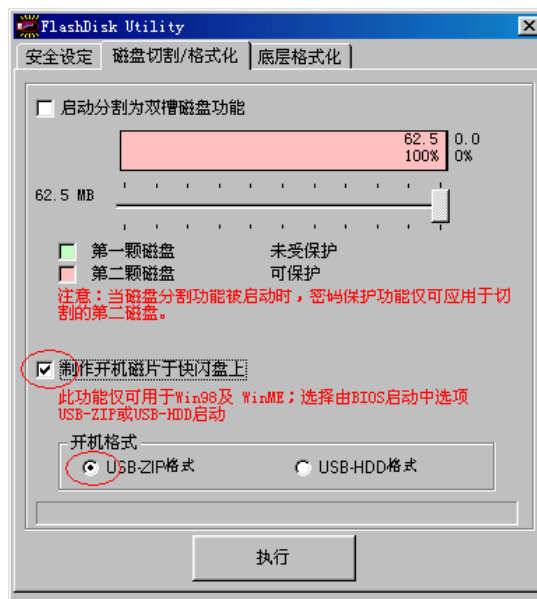 FlashDisk Utility
安全设定 磁盘切割/格式化 底层格式化
启动分割为双槽磁盘功能
62.5 0.0
100% 0%
62.5 MB
第一颗磁盘 未受保护
第二颗磁盘 可保护
注意：当磁盘分割功能被启动时，密码保护功能仅可应用于切
割的第二磁盘。
制作开机磁片于快闪盘上
此功能仅可用于Win98及 WinME；选择由BIOS启动中选项
USB-ZIP或USB-HDD启动
开机格式
USB-ZIP格式 USB-HDD格式
执行